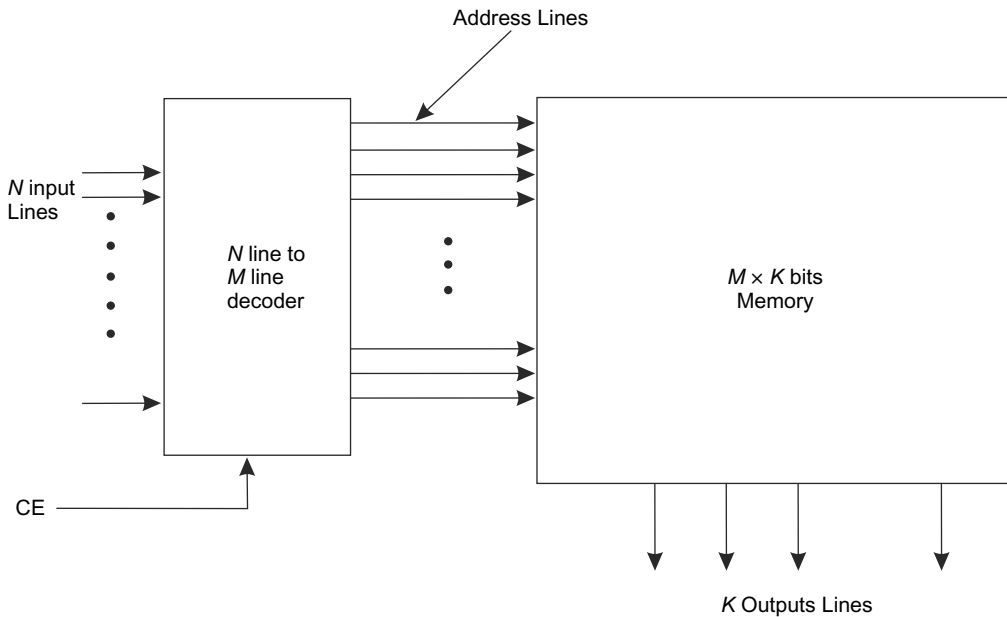 Address Lines
N input
Lines
N line to
M line
decoder
M × K bits
Memory
CE
K Outputs Lines